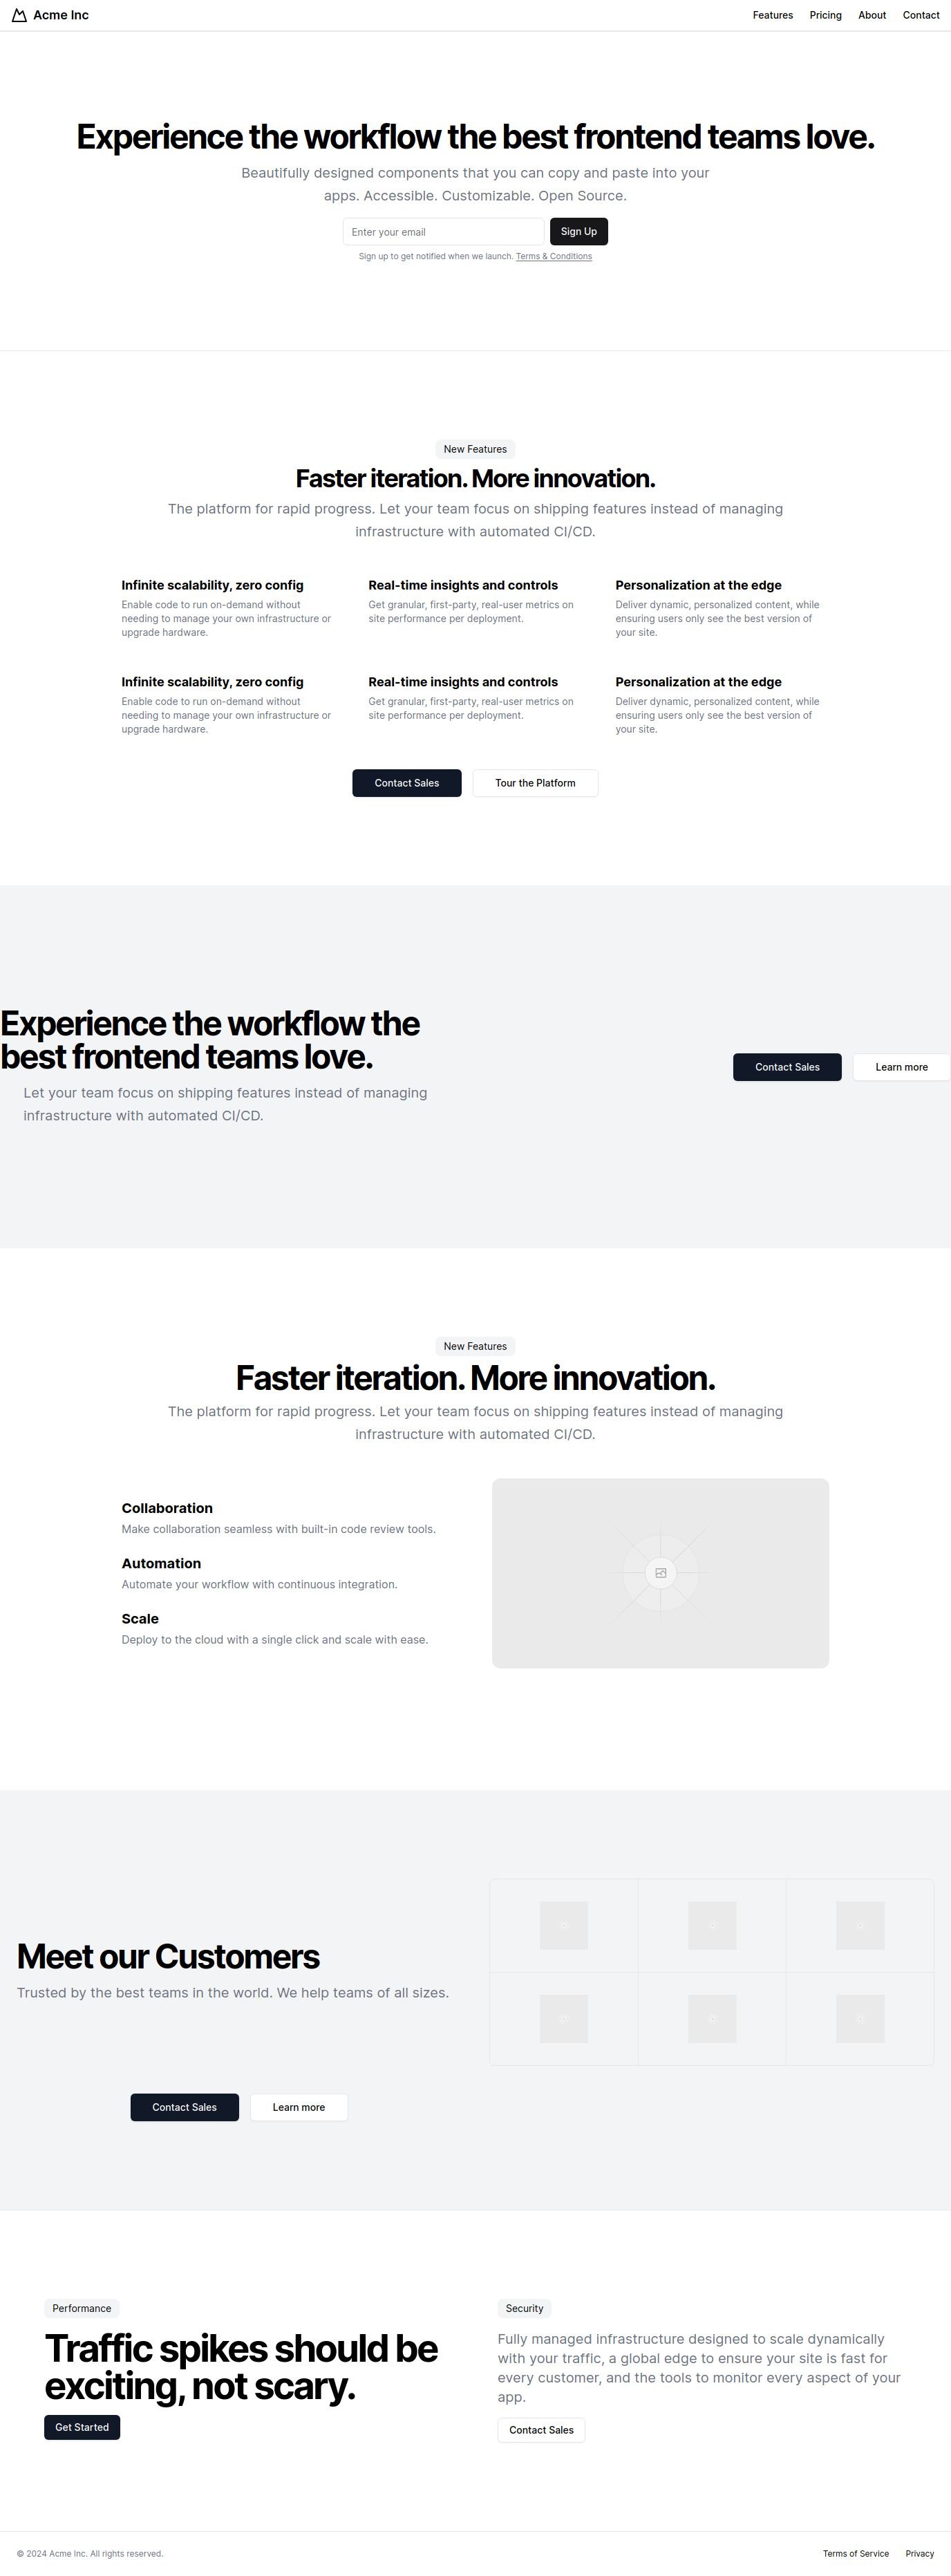 Acme Inc
Features
Pricing
About
Contact
Experience the workflow the best frontend teams love.
Beautifully designed components that you can copy and paste into your
apps. Accessible. Customizable. Open Source.
Enter your email
Sign Up
Sign up to get notified when we launch. Terms & Conditions
New Features
Faster iteration. More innovation.
The platform for rapid progress. Let your team focus on shipping features instead of managing
infrastructure with automated CI/CD.
Infinite scalability, zero config
Enable code to run on-demand without
needing to manage your own infrastructure or
upgrade hardware.
Real-time insights and controls
Get granular, first-party, real-user metrics on
site performance per deployment.
Personalization at the edge
Deliver dynamic, personalized content, while
ensuring users only see the best version of
your site.
Infinite scalability, zero config
Enable code to run on-demand without
needing to manage your own infrastructure or
upgrade hardware.
Real-time insights and controls
Get granular, first-party, real-user metrics on
site performance per deployment.
Personalization at the edge
Deliver dynamic, personalized content, while
ensuring users only see the best version of
your site.
Contact Sales
Tour the Platform
Experience the workflow the
best frontend teams love.
Let your team focus on shipping features instead of managing
infrastructure with automated CI/CD.
Contact Sales
Learn more
New Features
Faster iteration. More innovation.
The platform for rapid progress. Let your team focus on shipping features instead of managing
infrastructure with automated CI/CD.
Collaboration
Make collaboration seamless with built-in code review tools.
Automation
Automate your workflow with continuous integration.
Scale
Deploy to the cloud with a single click and scale with ease.
Meet our Customers
Trusted by the best teams in the world. We help teams of all sizes.
Contact Sales
Learn more
Performance
Traffic spikes should be
exciting, not scary.
Get Started
Security
Fully managed infrastructure designed to scale dynamically
with your traffic, a global edge to ensure your site is fast for
every customer, and the tools to monitor every aspect of your
app.
Contact Sales
© 2024 Acme Inc. All rights reserved.
Terms of Service
Privacy